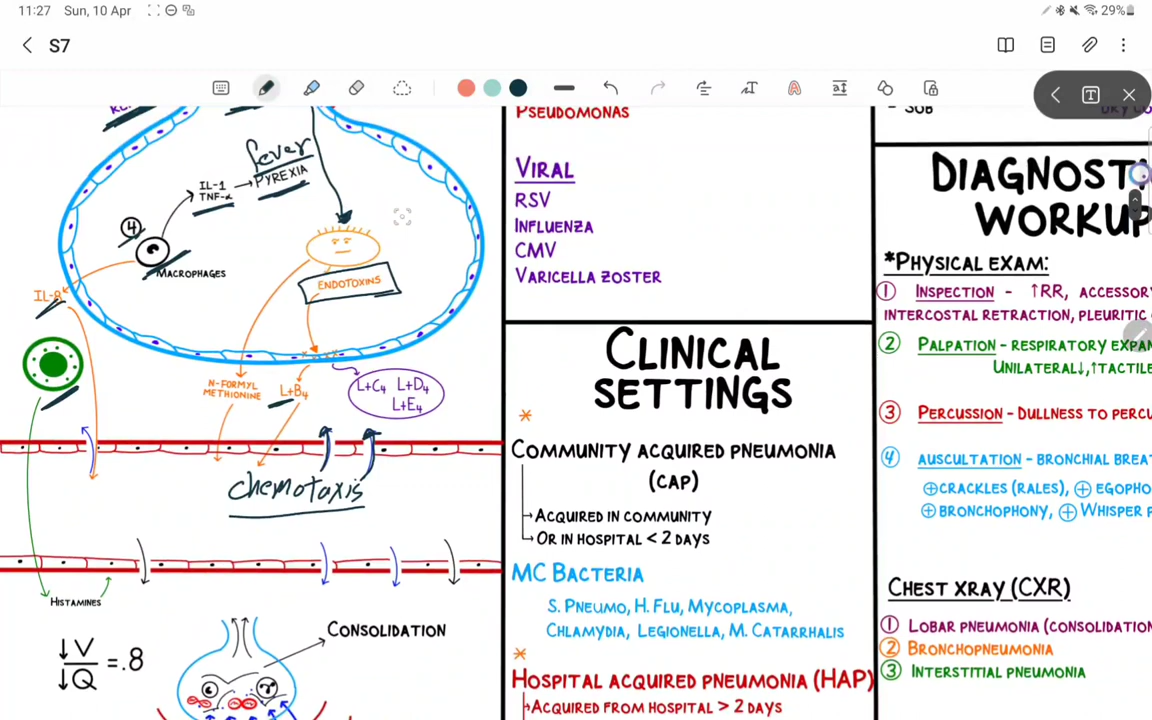 11:27 Sun, 10 Apr
29%
S7
fever
PYREXIA
IL-1
TNF-α
4
MACROPHAGES
IL-8
ENDOTOXINS
N-FORMYL
METHIONINE
L+B4
L+C4 L+D4
L+E4
chemotaxis
HISTAMINES
↓V
↓Q
=.8
CONSOLIDATION
PSEUDOMONAS
VIRAL
RSV
INFLUENZA
CMV
VARICELLA ZOSTER
CLINICAL
SETTINGS
*
COMMUNITY ACQUIRED PNEUMONIA
(CAP)
→ACQUIRED IN COMMUNITY
→OR IN HOSPITAL < 2 DAYS
MC BACTERIA
S. PNEUMO, H. FLU, MYCOPLASMA,
CHLAMYDIA, LEGIONELLA, M. CATARRHALIS
*
HOSPITAL ACQUIRED PNEUMONIA (HAP)
→ACQUIRED FROM HOSPITAL > 2 DAYS
- SOB
DIAGNOST
WORKUP
*PHYSICAL EXAM:
① INSPECTION - ↑RR, ACCESSORY
INTERCOSTAL RETRACTION, PLEURITIC
② PALPATION - RESPIRATORY EXPAN
UNILATERAL↓, ↑TACTILE
③ PERCUSSION - DULLNESS TO PERCU
④ AUSCULTATION - BRONCHIAL BREAT
⊕CRACKLES (RALES), ⊕ EGOPHO
⊕BRONCHOPHONY, ⊕WHISPER P
CHEST XRAY (CXR)
① LOBAR PNEUMONIA (CONSOLIDATION
② BRONCHOPNEUMONIA
③ INTERSTITIAL PNEUMONIA